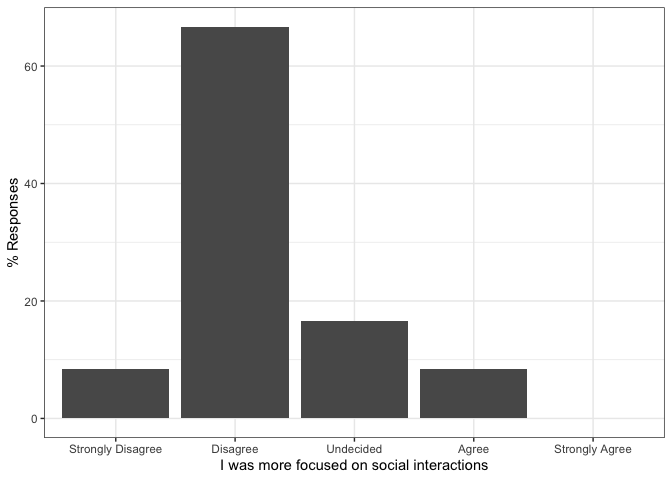 60
40
20
0
% Responses
Strongly Disagree Disagree Undecided Agree Strongly Agree
I was more focused on social interactions